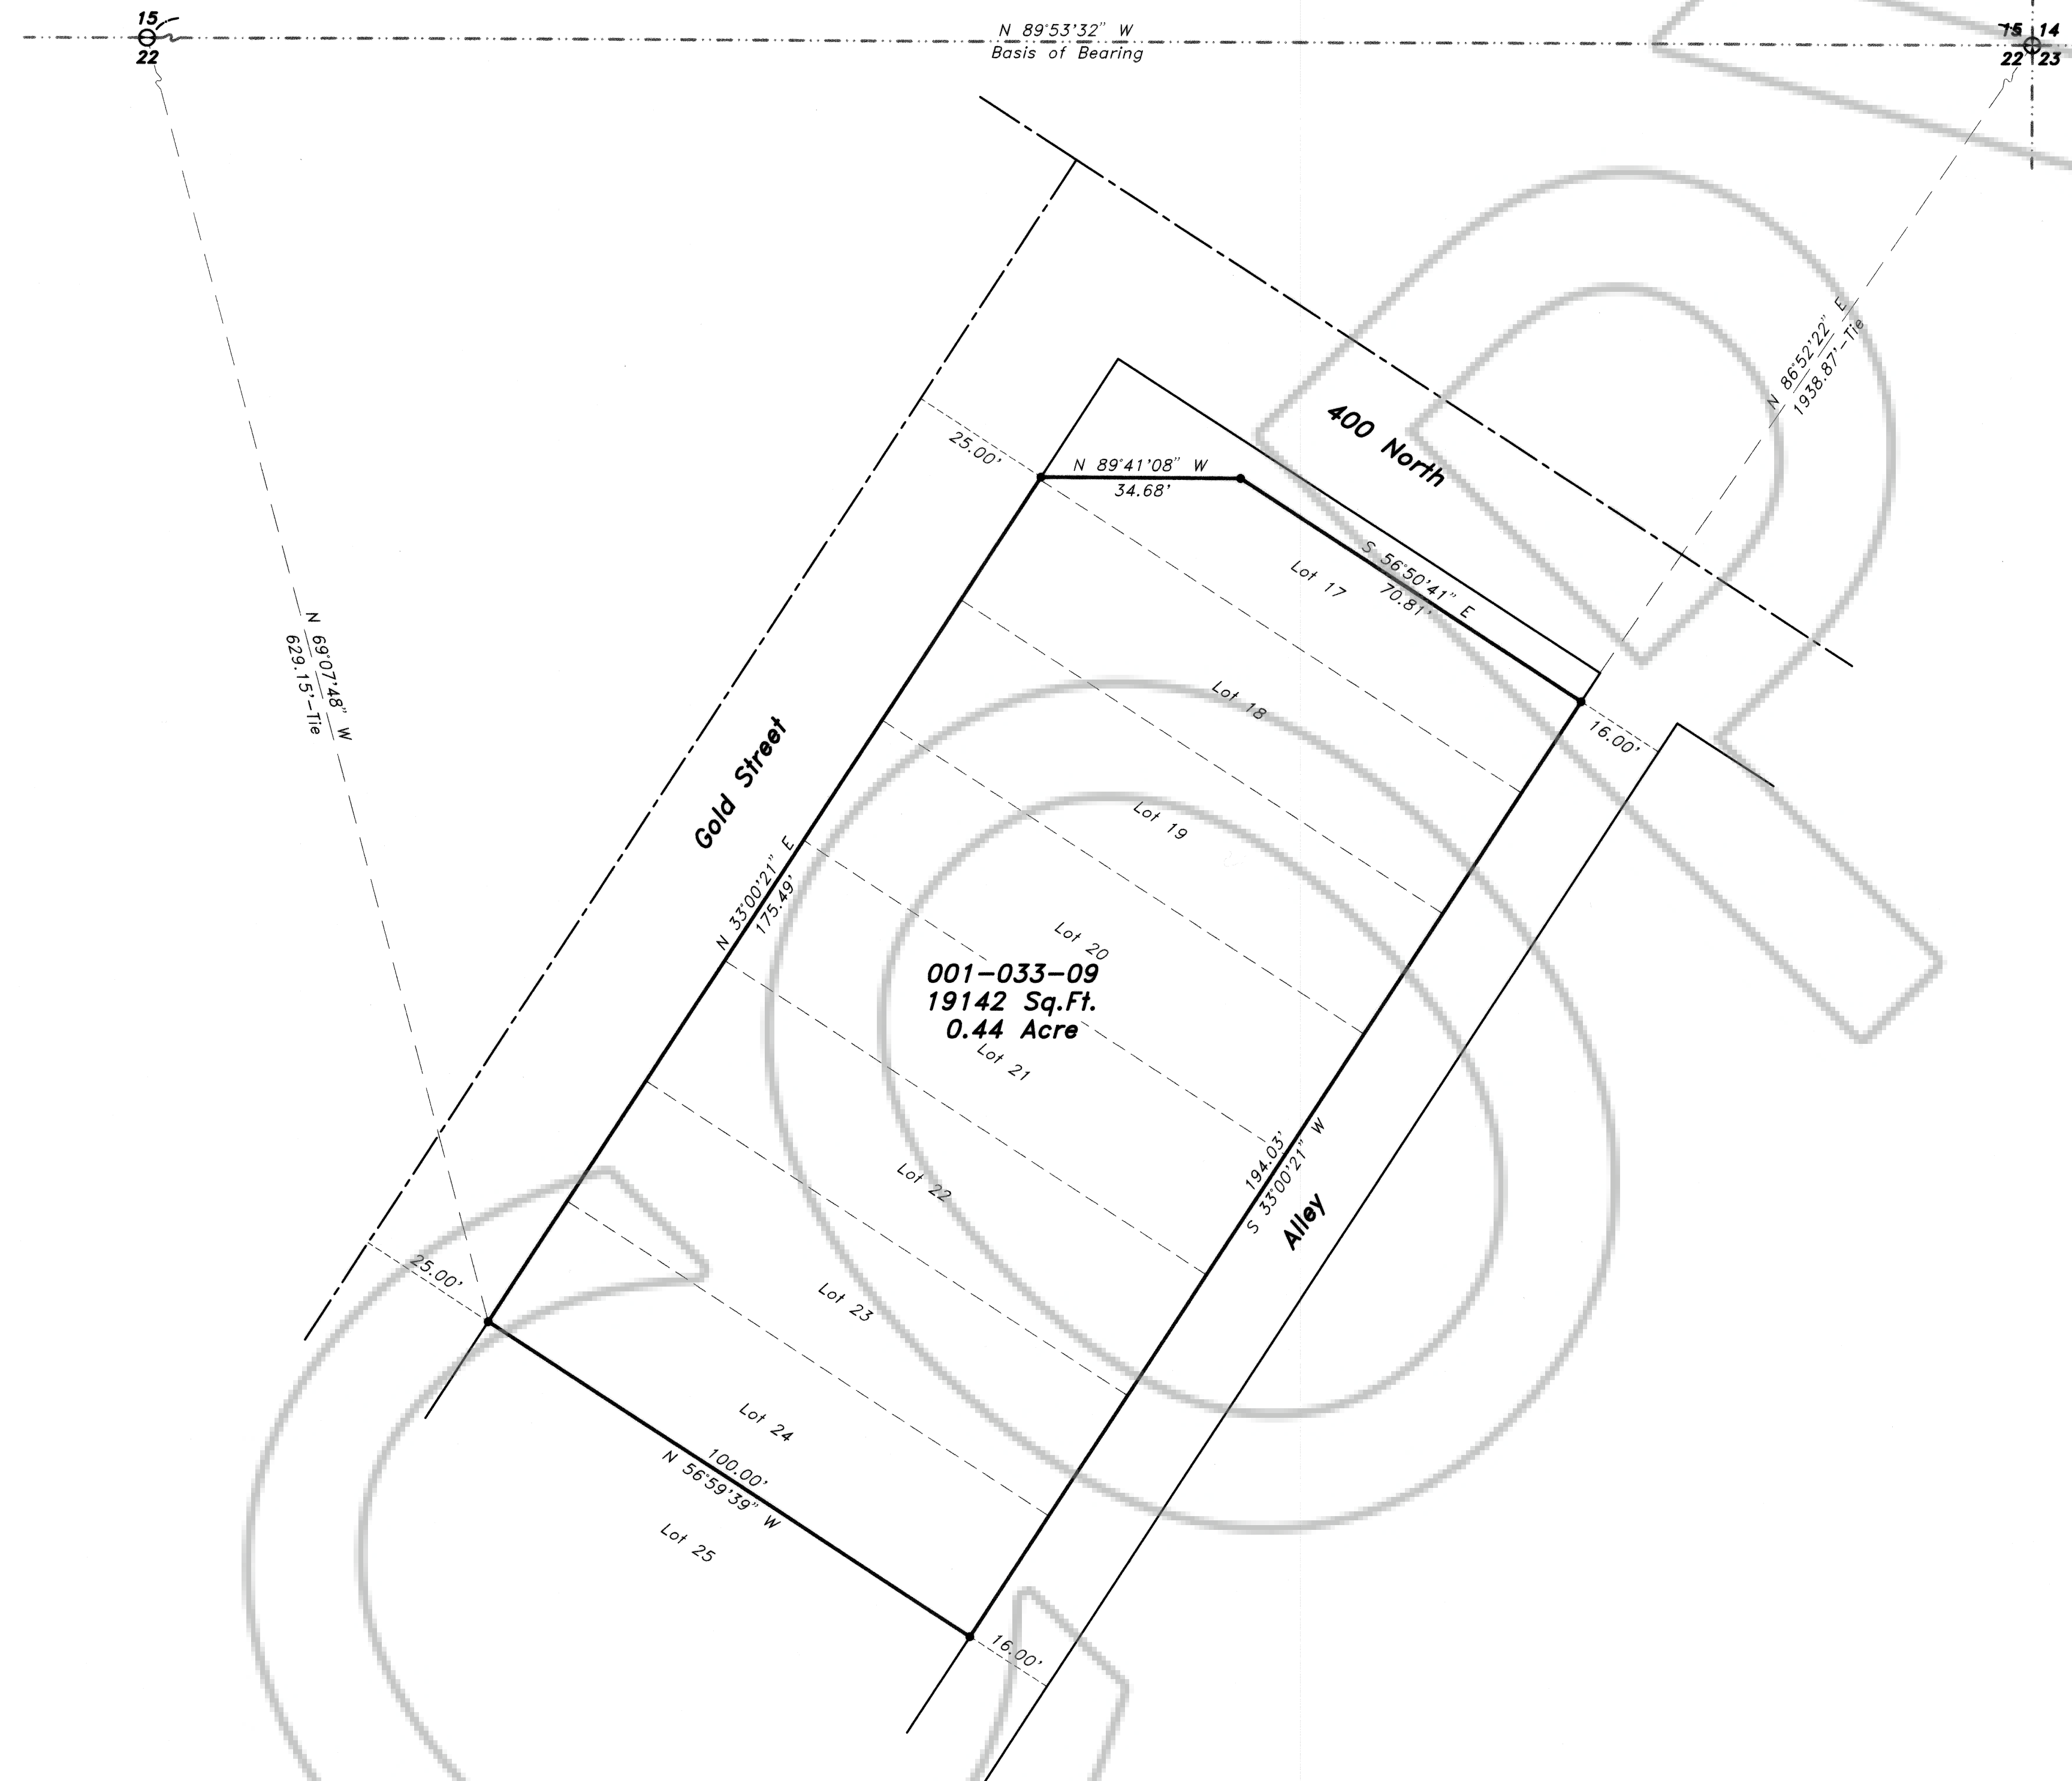 15
22
N 89°53'32" W
Basis of Bearing
15 14
22 23
N 86°52'22" E
1938.87'-Tie
400 North
25.00'
N 89°41'08" W
34.68'
S 56°50'41" E
70.81'
Lot 17
N 69°07'48" W
629.15'-Tie
Lot 18
16.00'
Gold Street
Lot 19
N 33°00'21" E
175.49'
Lot 20
001-033-09
19142 Sq.Ft.
0.44 Acre
Lot 21
194.03'
S 33°00'21" W
Alley
Lot 22
25.00'
Lot 23
Lot 24
100.00'
N 56°59'39" W
Lot 25
16.00'